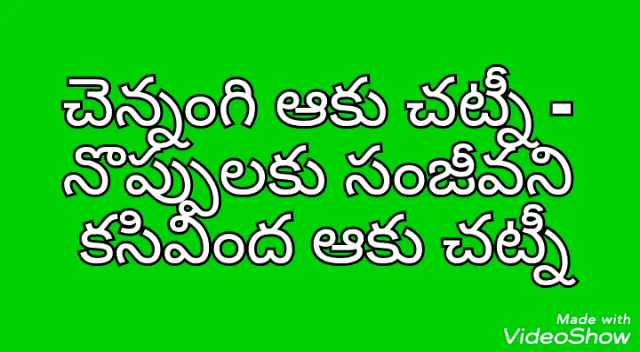 చెన్నంగి ఆకు చట్నీ -
నొప్పులకు సంజీవని
కసివింద ఆకు చట్నీ
Made with
VideoShow